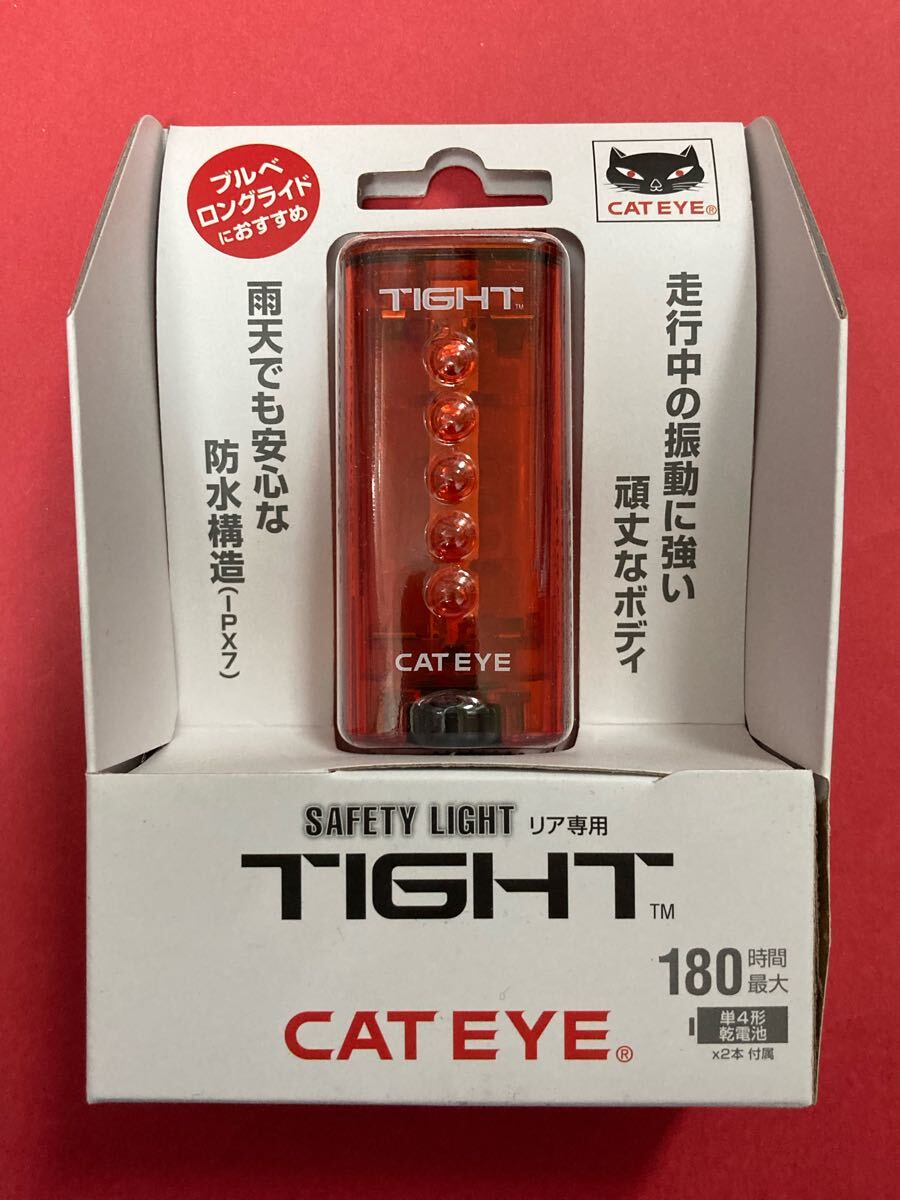 ブルベ
ロングライド
におすすめ
CAT EYE®
走行中の振動に強い
頑丈なボディ
雨天でも安心な
防水構造(IPX7)
TIGHT™
CAT EYE
SAFETY LIGHT リア専用
TIGHT™
180 時間
最大
単4形
乾電池
x2本 付属
CAT EYE®